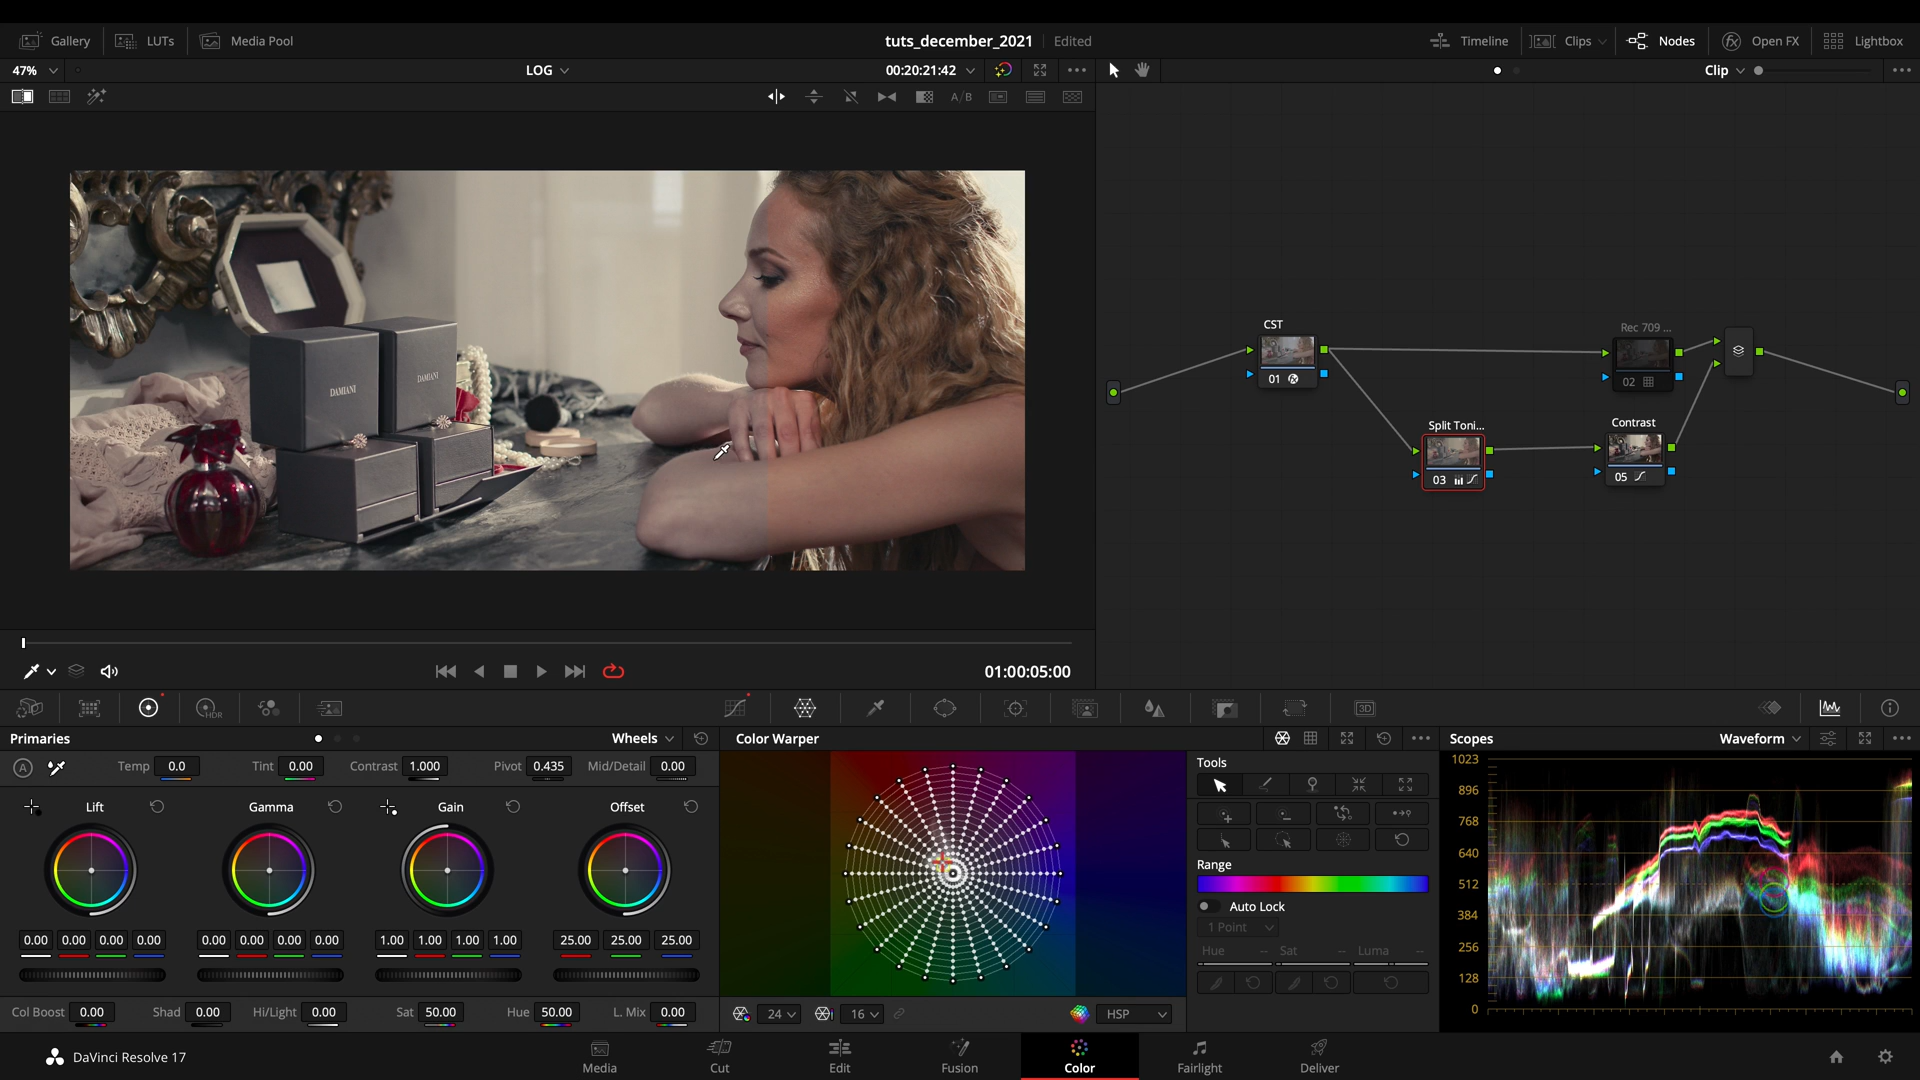 Gallery LUTs Media Pool tuts_december_2021 Edited Timeline Clips Nodes Open FX Lightbox
47% LOG 00:20:21:42 Clip
A/B
DAMIANI DAMIANI
CST
01
Rec 709 ...
02
Split Toni...
03
Contrast
05
01:00:05:00
HDR 3D
Primaries Wheels
A Temp 0.0 Tint 0.00 Contrast 1.000 Pivot 0.435 Mid/Detail 0.00
Lift Gamma Gain Offset
0.00 0.00 0.00 0.00 0.00 0.00 0.00 0.00 1.00 1.00 1.00 1.00 25.00 25.00 25.00
Col Boost 0.00 Shad 0.00 Hi/Light 0.00 Sat 50.00 Hue 50.00 L. Mix 0.00
Color Warper
24 16 HSP
Tools
Range
Auto Lock
1 Point
Hue -- Sat -- Luma --
Scopes Waveform
1023
896
768
640
512
384
256
128
0
DaVinci Resolve 17 Media Cut Edit Fusion Color Fairlight Deliver